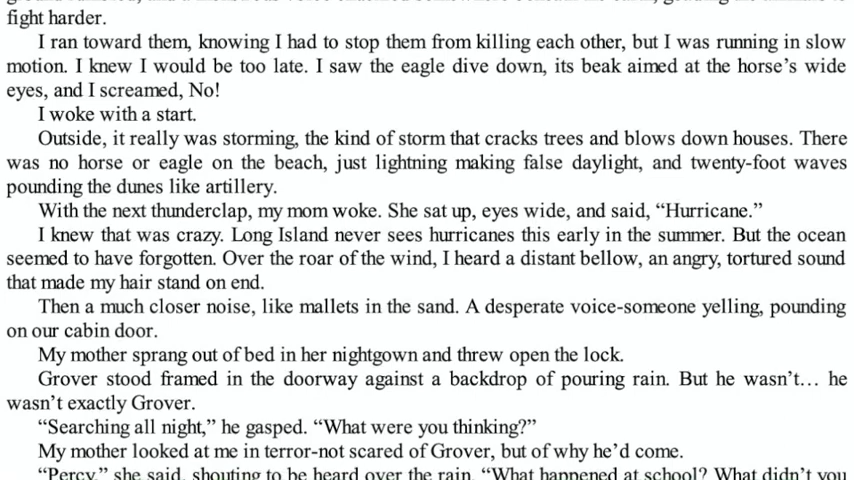 fight harder.
I ran toward them, knowing I had to stop them from killing each other, but I was running in slow
motion. I knew I would be too late. I saw the eagle dive down, its beak aimed at the horse’s wide
eyes, and I screamed, No!
I woke with a start.
Outside, it really was storming, the kind of storm that cracks trees and blows down houses. There
was no horse or eagle on the beach, just lightning making false daylight, and twenty-foot waves
pounding the dunes like artillery.
With the next thunderclap, my mom woke. She sat up, eyes wide, and said, “Hurricane.”
I knew that was crazy. Long Island never sees hurricanes this early in the summer. But the ocean
seemed to have forgotten. Over the roar of the wind, I heard a distant bellow, an angry, tortured sound
that made my hair stand on end.
Then a much closer noise, like mallets in the sand. A desperate voice-someone yelling, pounding
on our cabin door.
My mother sprang out of bed in her nightgown and threw open the lock.
Grover stood framed in the doorway against a backdrop of pouring rain. But he wasn’t… he
wasn’t exactly Grover.
“Searching all night,” he gasped. “What were you thinking?”
My mother looked at me in terror-not scared of Grover, but of why he’d come.
“Percy,” she said, shouting to be heard over the rain. “What happened at school? What didn’t you